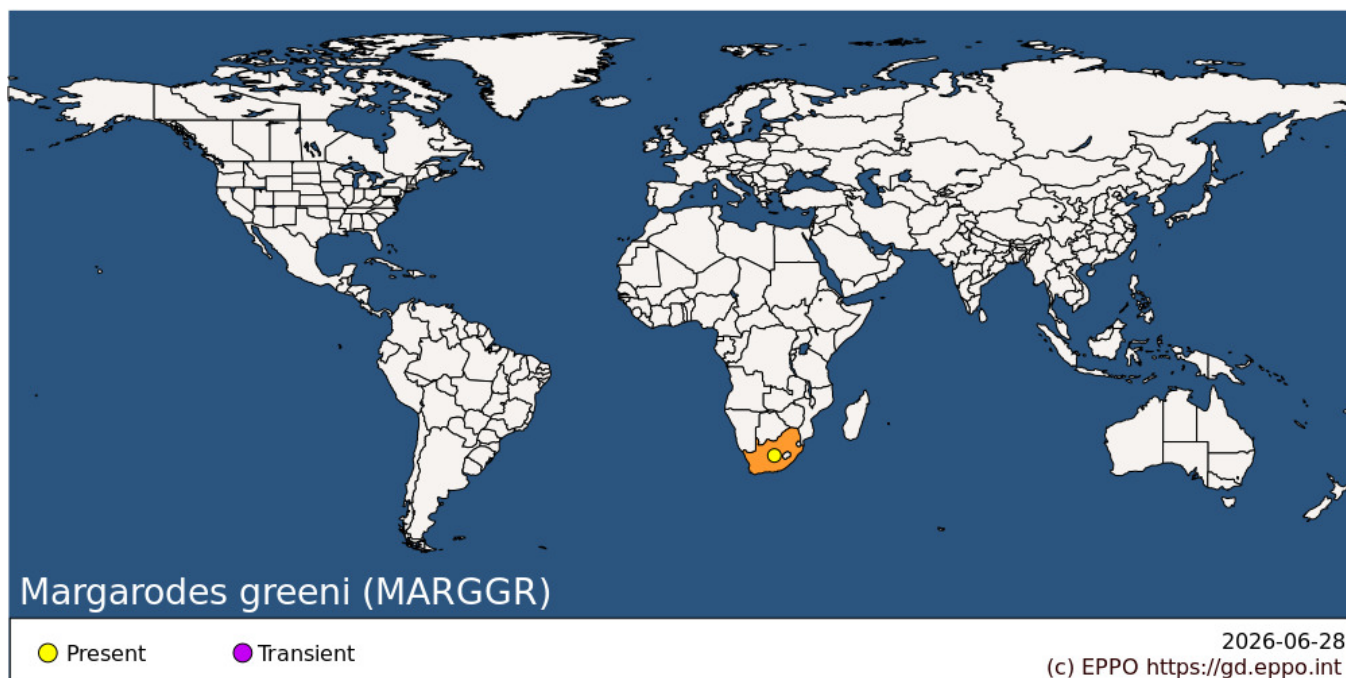 Margarodes greeni (MARGGR)
Present
Transient
2026-06-28
(c) EPPO https://gd.eppo.int